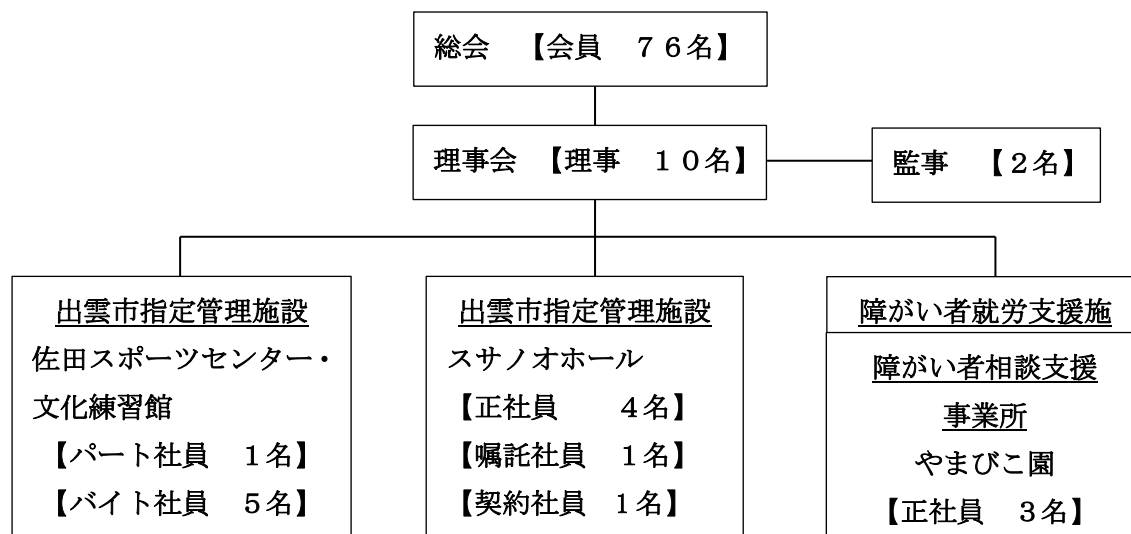 総会　【会員　７６名】
理事会　【理事　１０名】
監事　【２名】
出雲市指定管理施設
佐田スポーツセンター・
文化練習館
【パート社員　１名】
【バイト社員　５名】
出雲市指定管理施設
スサノオホール
【正社員　　４名】
【嘱託社員　１名】
【契約社員　１名】
障がい者就労支援施
障がい者相談支援
事業所
やまびこ園
【正社員　３名】